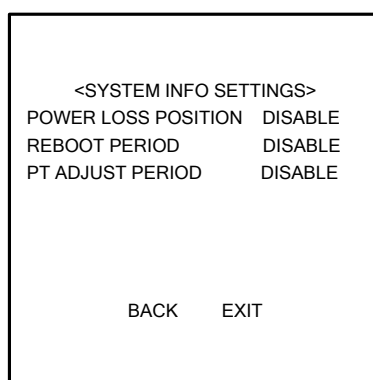 <SYSTEM INFO SETTINGS>
POWER LOSS POSITION DISABLE
REBOOT PERIOD DISABLE
PT ADJUST PERIOD DISABLE
BACK EXIT